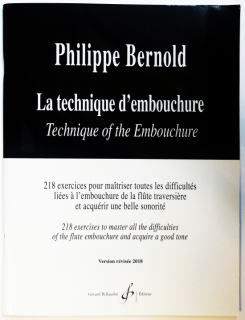 Philippe Bernold
La technique d'embouchure
Technique of the Embouchure
218 exercices pour maîtriser toutes les difficultés
liées à l'embouchure de la flûte traversière
et acquérir une belle sonorité
218 exercises to master all the difficulties
of the flute embouchure and acquire a good tone
Version révisée 2018
Gérard Billaudot Éditeur